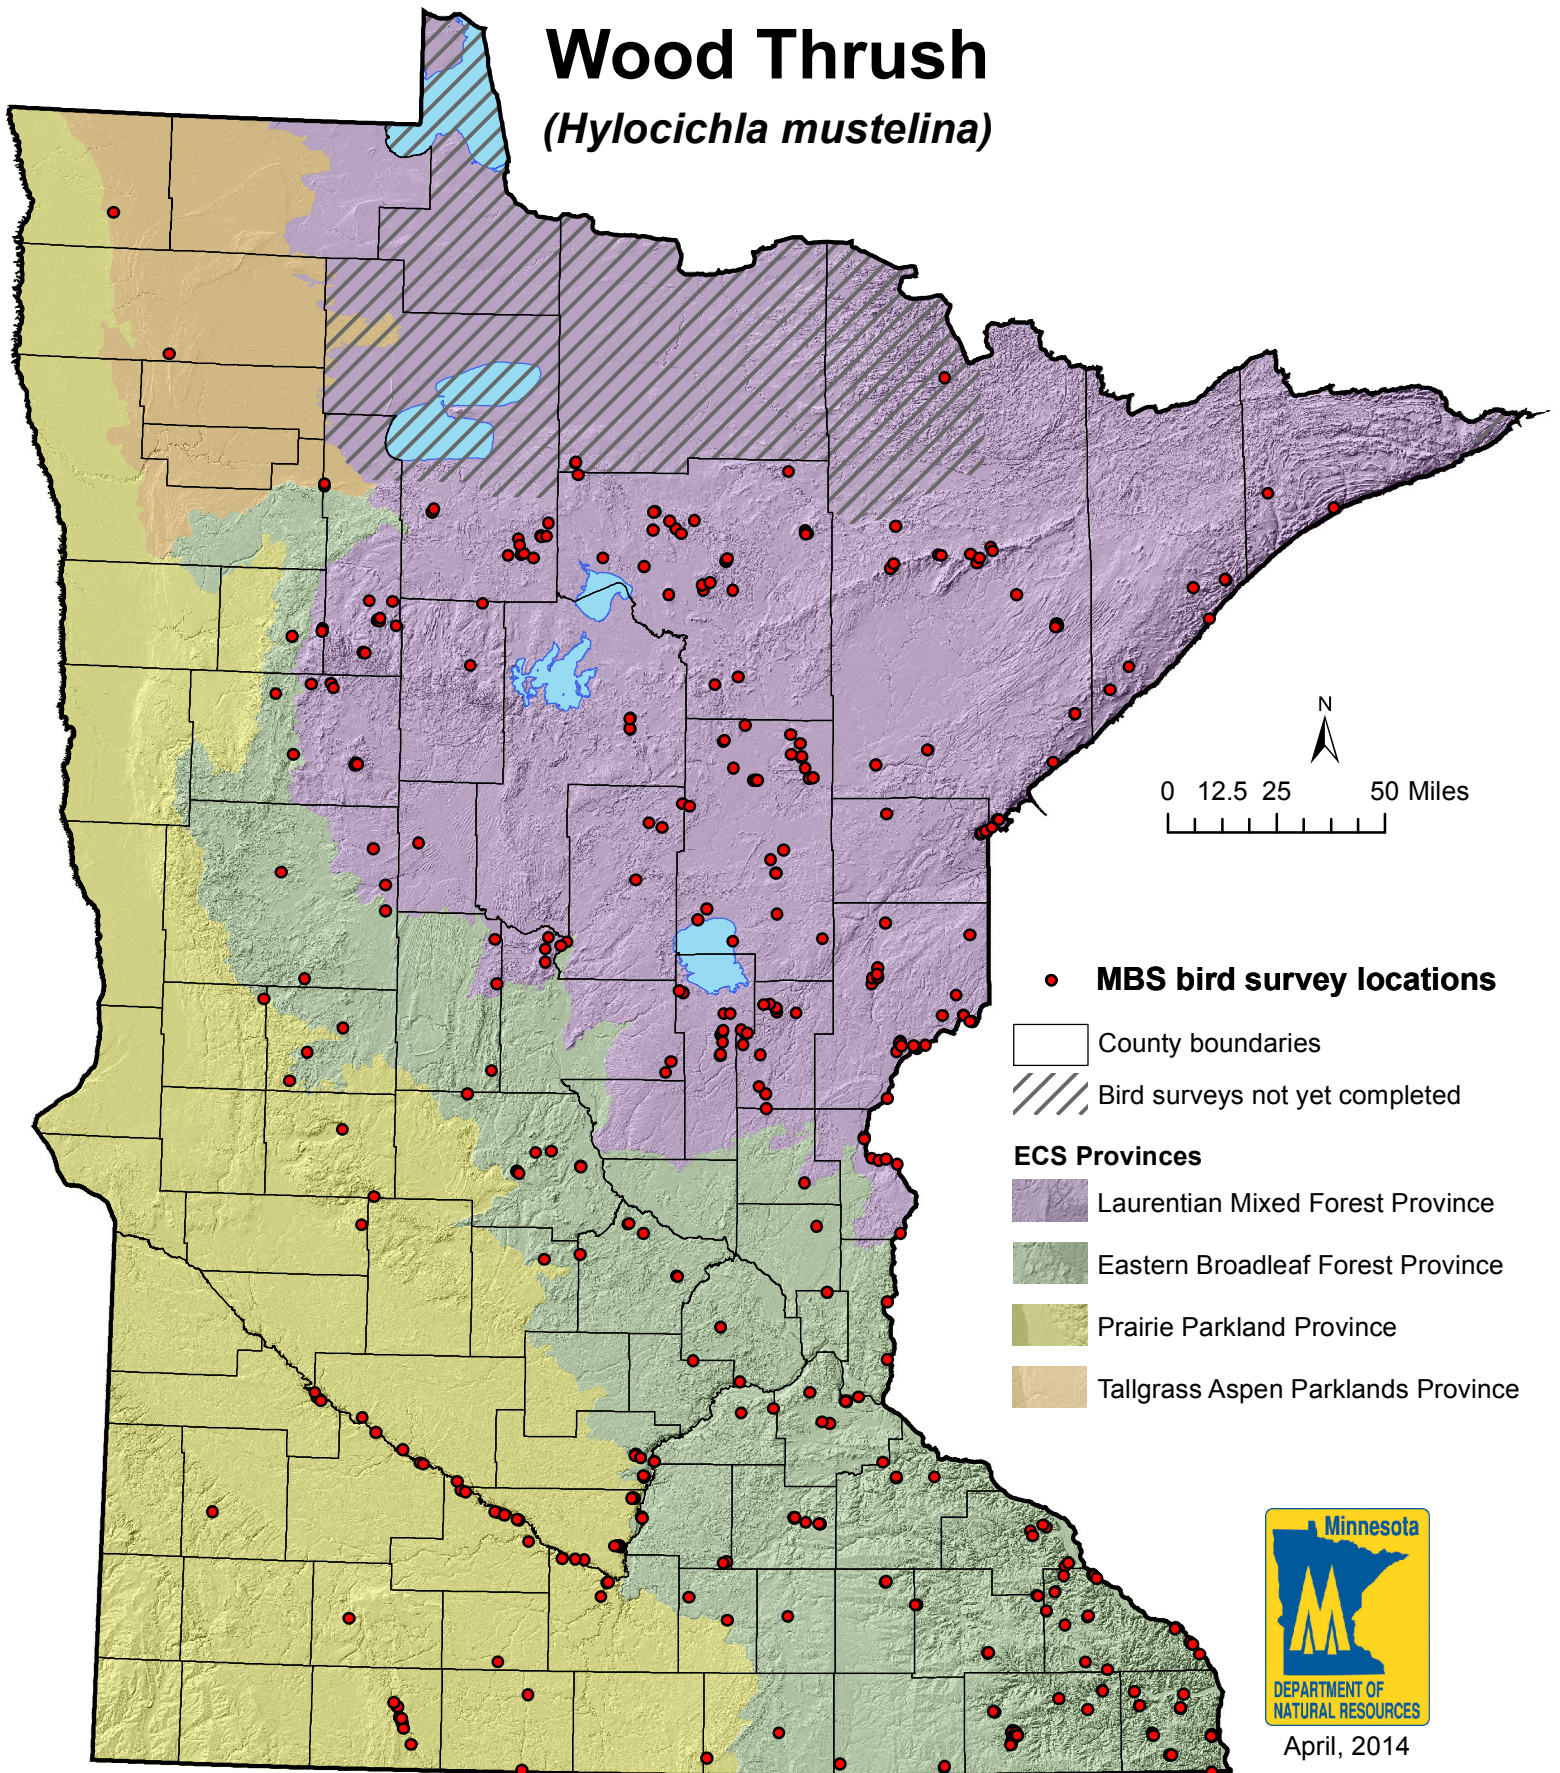 Wood Thrush
(Hylocichla mustelina)
N
0 12.5 25 50 Miles
MBS bird survey locations
County boundaries
Bird surveys not yet completed
ECS Provinces
Laurentian Mixed Forest Province
Eastern Broadleaf Forest Province
Prairie Parkland Province
Tallgrass Aspen Parklands Province
Minnesota
DEPARTMENT OF
NATURAL RESOURCES
April, 2014